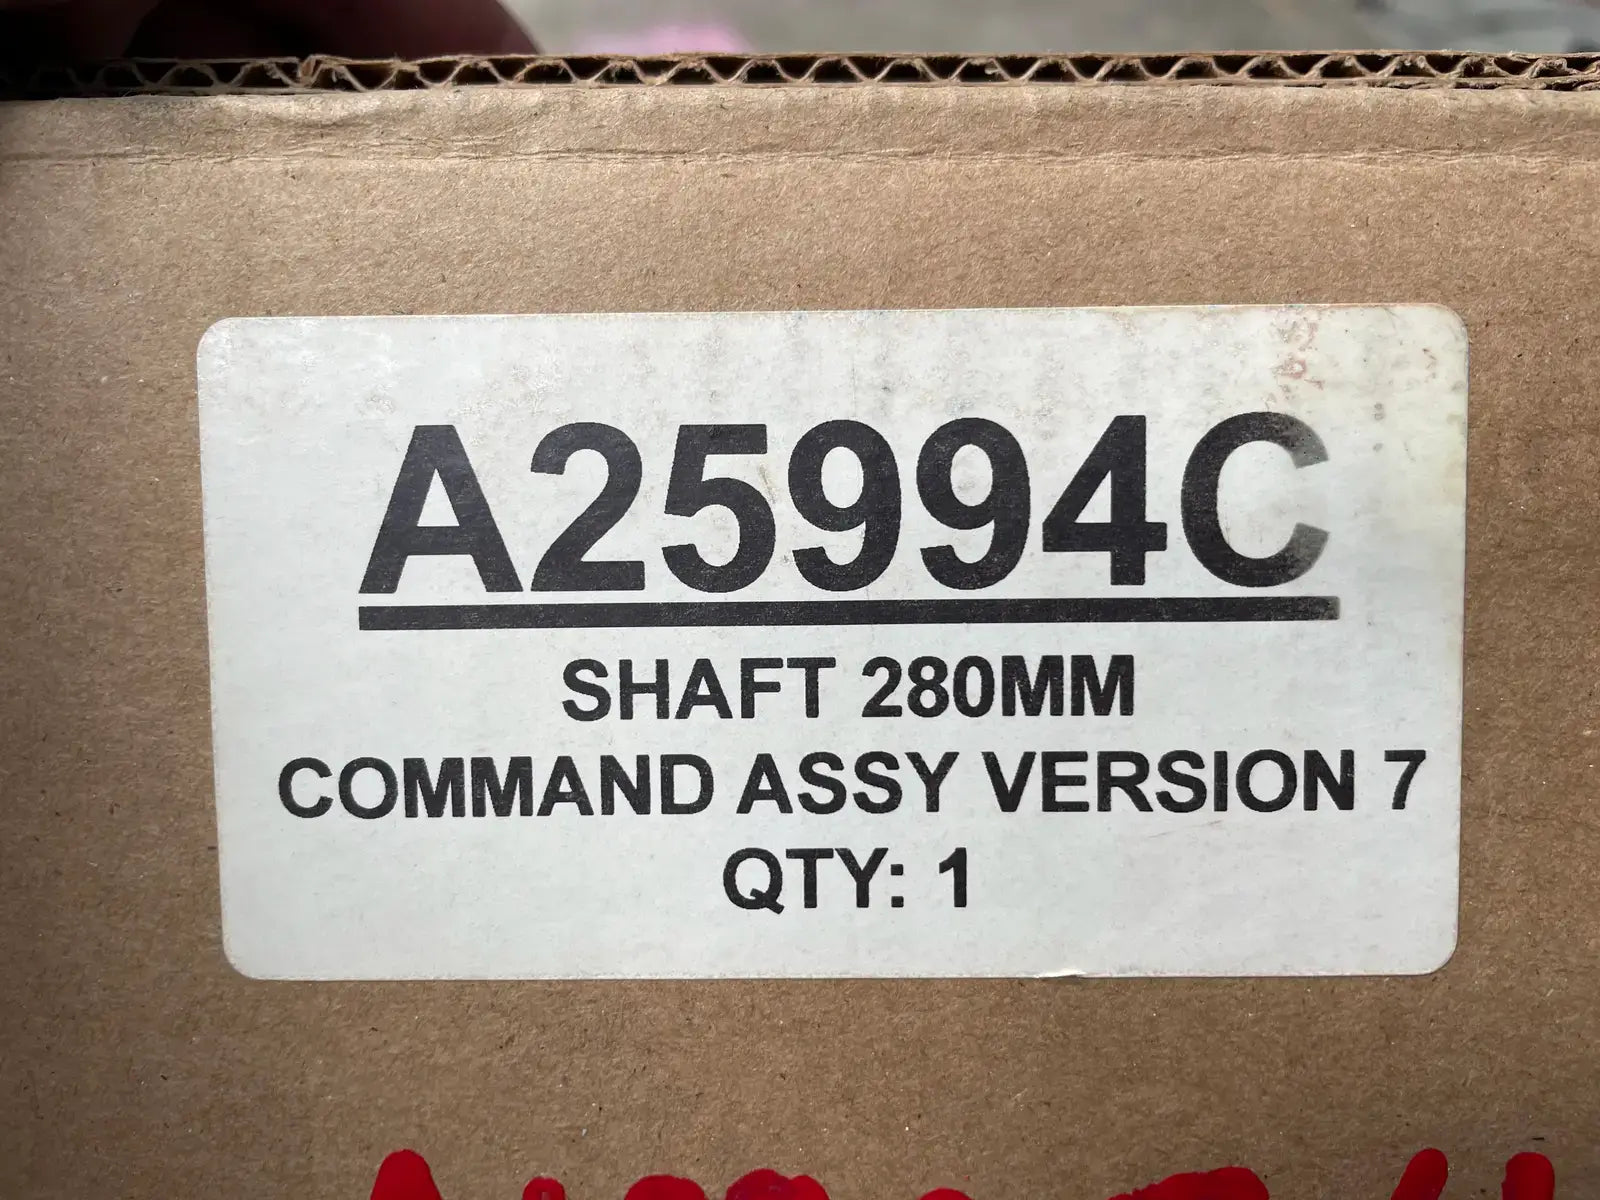 A25994C
SHAFT 280MM
COMMAND ASSY VERSION 7
QTY: 1